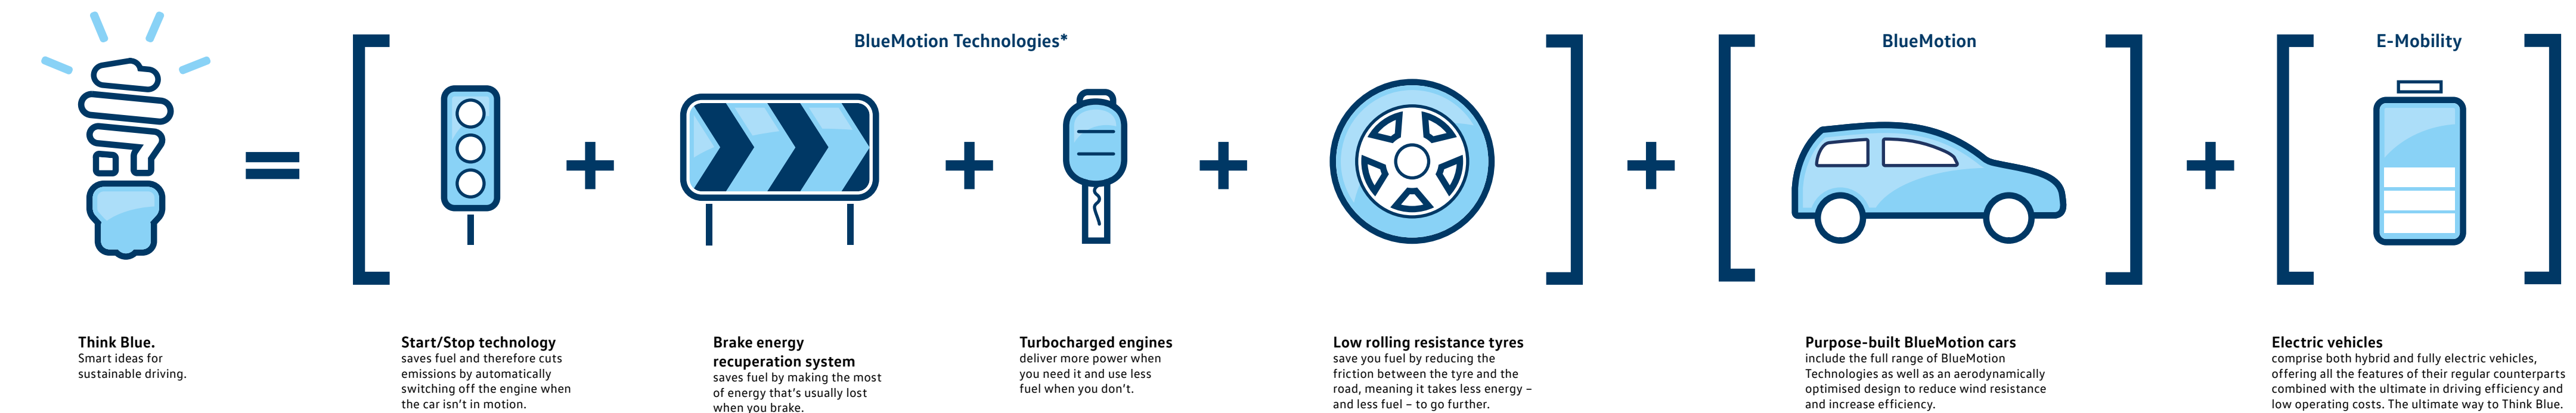 BlueMotion Technologies*
BlueMotion
E-Mobility
Think Blue.
Smart ideas for
sustainable driving.
Start/Stop technology
saves fuel and therefore cuts
emissions by automatically
switching off the engine when
the car isn't in motion.
Brake energy
recuperation system
saves fuel by making the most
of energy that's usually lost
when you brake.
Turbocharged engines
deliver more power when
you need it and use less
fuel when you don't.
Low rolling resistance tyres
save you fuel by reducing the
friction between the tyre and the
road, meaning it takes less energy –
and less fuel – to go further.
Purpose-built BlueMotion cars
include the full range of BlueMotion
Technologies as well as an aerodynamically
optimised design to reduce wind resistance
and increase efficiency.
Electric vehicles
comprise both hybrid and fully electric vehicles,
offering all the features of their regular counterparts
combined with the ultimate in driving efficiency and
low operating costs. The ultimate way to Think Blue.